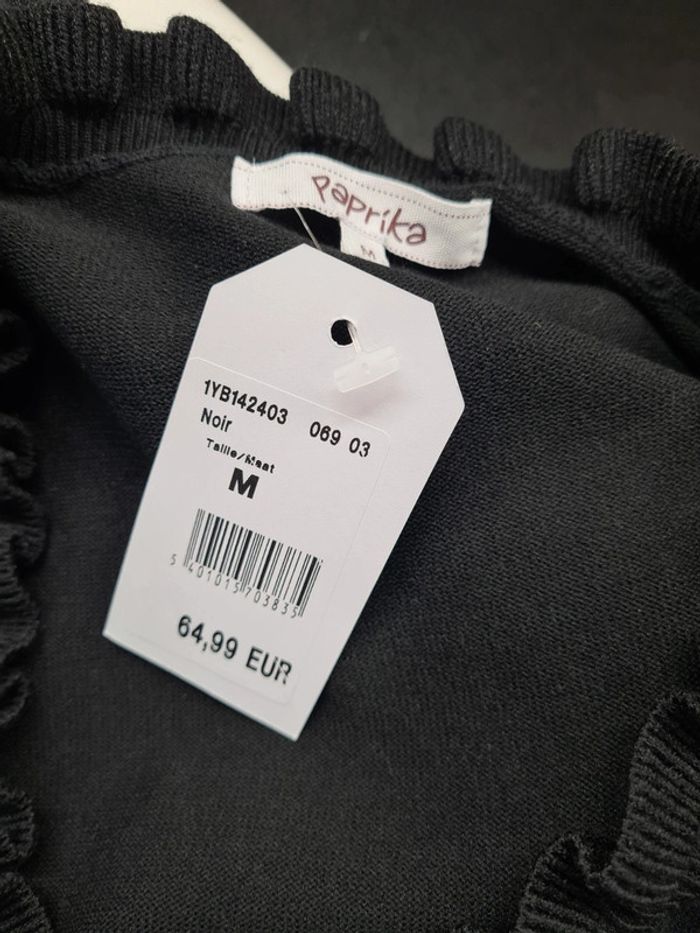 paprika
M
1YB142403 069 03
Noir
Taille/Maat
M
5 401015 703835
64,99 EUR